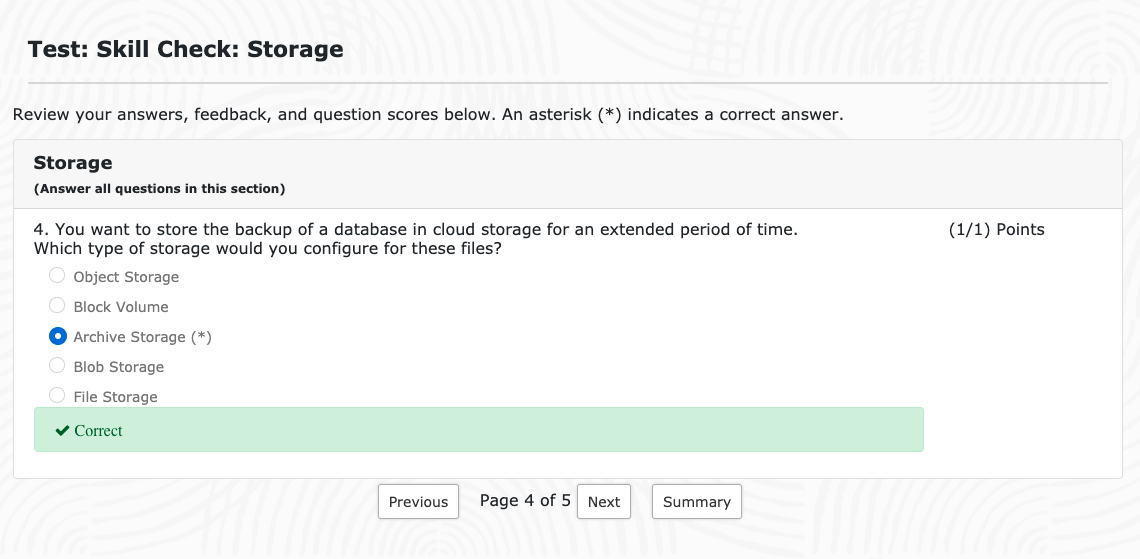 Test: Skill Check: Storage
Review your answers, feedback, and question scores below. An asterisk (*) indicates a correct answer.
Storage
(Answer all questions in this section)
4. You want to store the backup of a database in cloud storage for an extended period of time. (1/1) Points
Which type of storage would you configure for these files?
Object Storage
Block Volume
Archive Storage (*)
Blob Storage
File Storage
Correct
Previous Page 4 of 5 Next Summary